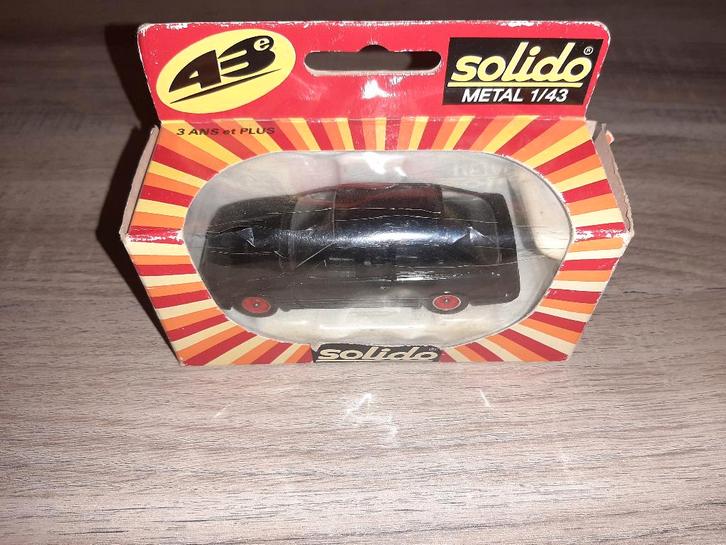 43e
solido®
METAL 1/43
3 ANS et PLUS
solido